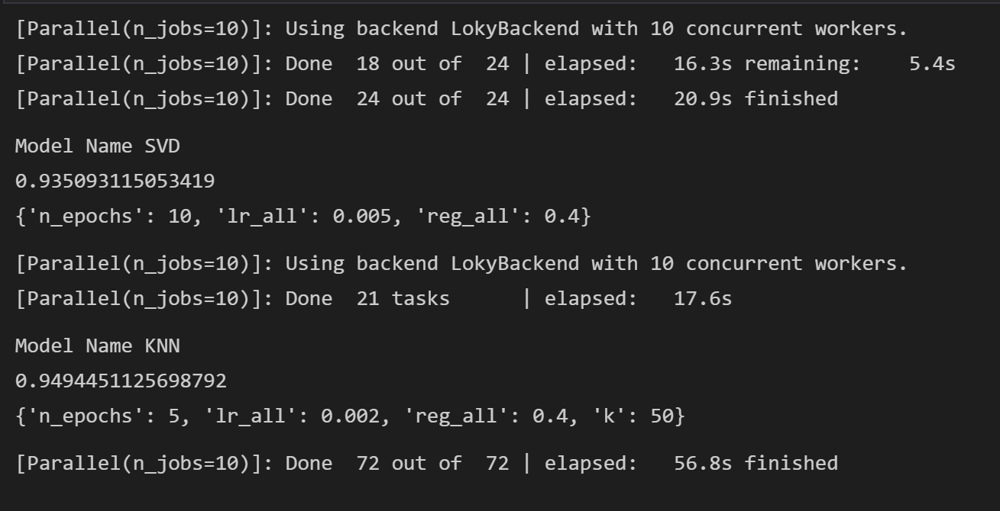 [Parallel(n_jobs=10)]: Using backend LokyBackend with 10 concurrent workers.
[Parallel(n_jobs=10)]: Done  18 out of  24 | elapsed:   16.3s remaining:    5.4s
[Parallel(n_jobs=10)]: Done  24 out of  24 | elapsed:   20.9s finished
Model Name SVD
0.935093115053419
{'n_epochs': 10, 'lr_all': 0.005, 'reg_all': 0.4}
[Parallel(n_jobs=10)]: Using backend LokyBackend with 10 concurrent workers.
[Parallel(n_jobs=10)]: Done  21 tasks      | elapsed:   17.6s
Model Name KNN
0.9494451125698792
{'n_epochs': 5, 'lr_all': 0.002, 'reg_all': 0.4, 'k': 50}
[Parallel(n_jobs=10)]: Done  72 out of  72 | elapsed:   56.8s finished